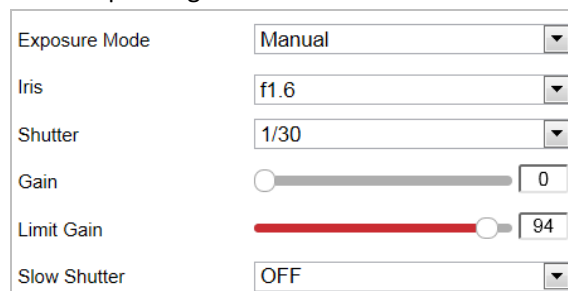 Exposure Mode Manual
Iris f1.6
Shutter 1/30
Gain 0
Limit Gain 94
Slow Shutter OFF